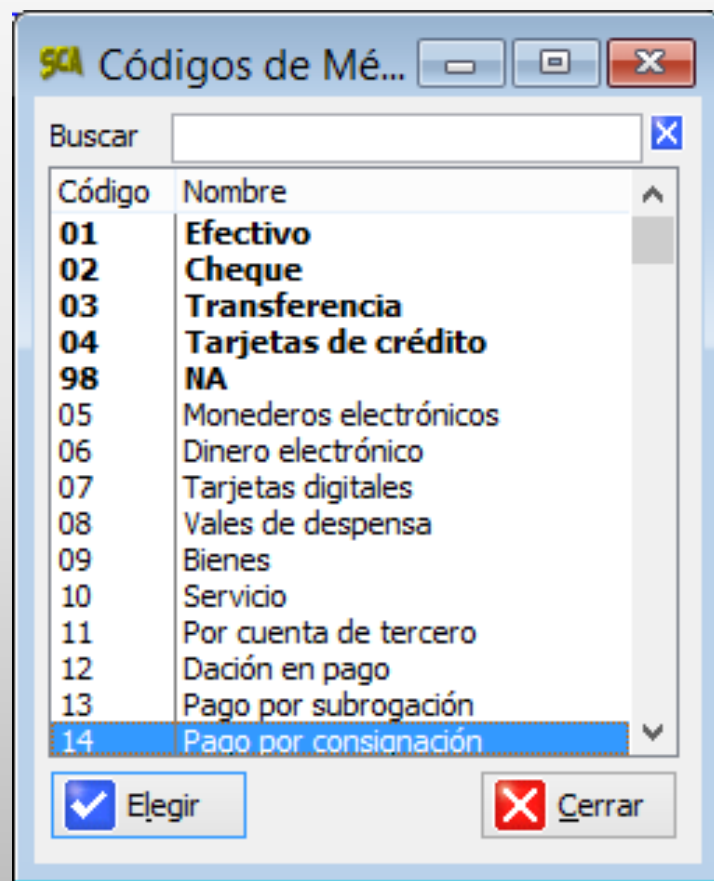 SCA Códigos de Mé...
Buscar
Código Nombre
01 Efectivo
02 Cheque
03 Transferencia
04 Tarjetas de crédito
98 NA
05 Monederos electrónicos
06 Dinero electrónico
07 Tarjetas digitales
08 Vales de despensa
09 Bienes
10 Servicio
11 Por cuenta de tercero
12 Dación en pago
13 Pago por subrogación
14 Pago por consignación
Elegir Cerrar